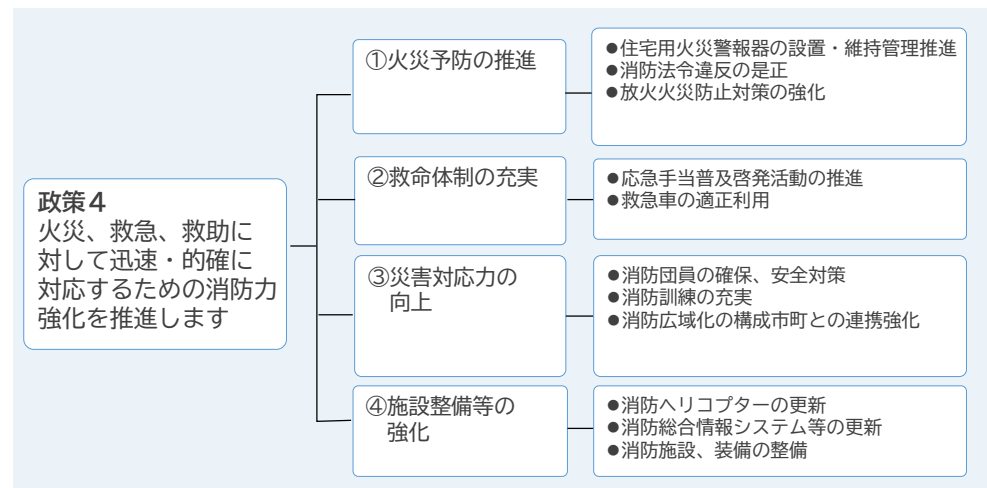 政策4
火災、救急、救助に
対して迅速・的確に
対応するための消防力
強化を推進します
①火災予防の推進
●住宅用火災警報器の設置・維持管理推進
●消防法令違反の是正
●放火火災防止対策の強化
②救命体制の充実
●応急手当普及啓発活動の推進
●救急車の適正利用
③災害対応力の
向上
●消防団員の確保、安全対策
●消防訓練の充実
●消防広域化の構成市町との連携強化
④施設整備等の
強化
●消防ヘリコプターの更新
●消防総合情報システム等の更新
●消防施設、装備の整備